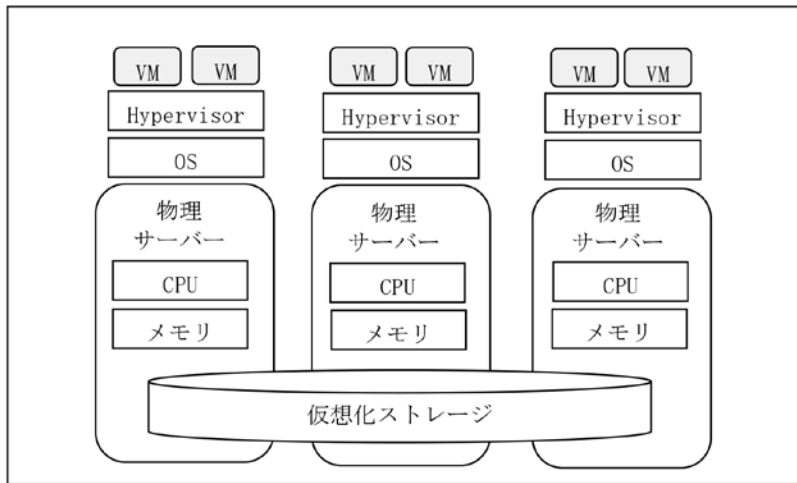 VM VM
Hypervisor
OS
物理
サーバー
CPU
メモリ
VM VM
Hypervisor
OS
物理
サーバー
CPU
メモリ
VM VM
Hypervisor
OS
物理
サーバー
CPU
メモリ
仮想化ストレージ